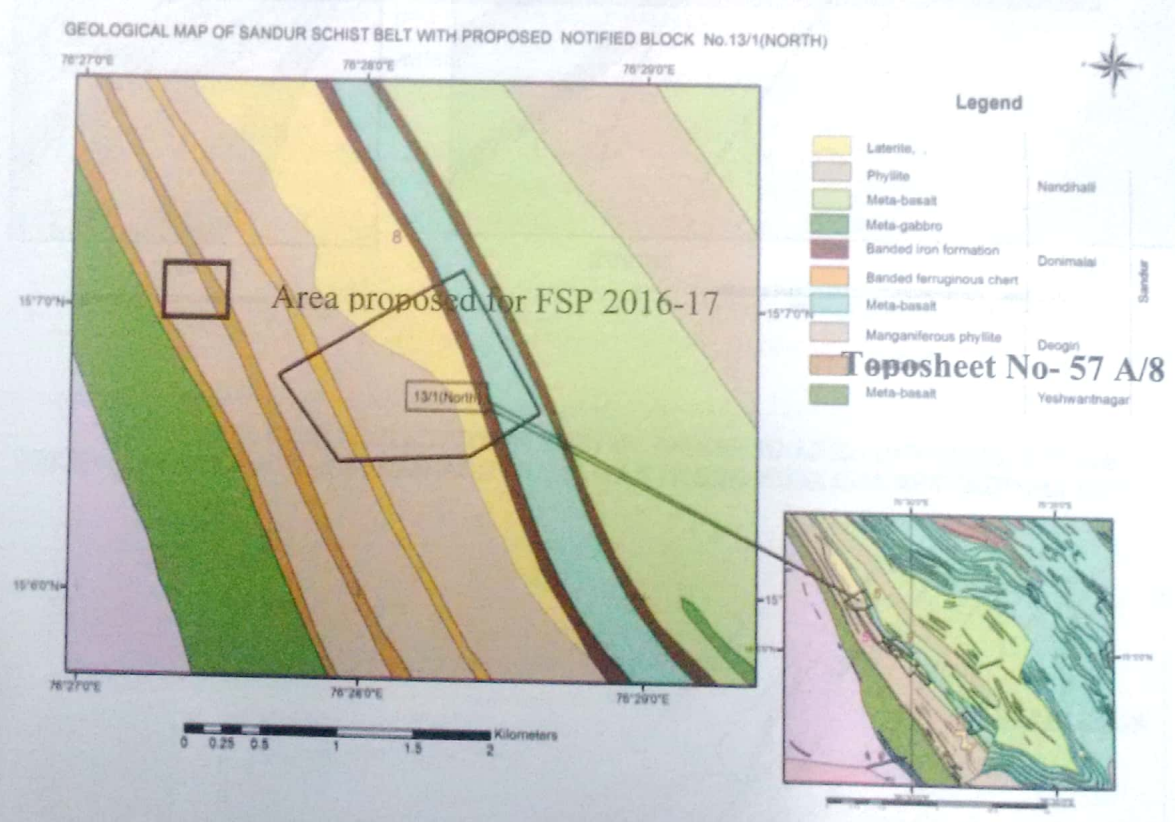 GEOLOGICAL MAP OF SANDUR SCHIST BELT WITH PROPOSED NOTIFIED BLOCK No.13/1(NORTH)
76°27'0"E
76°28'0"E
76°29'0"E
Legend
Laterite,
Phyllite
Meta-basalt
Nandihalli
Meta-gabbro
Banded iron formation
Donimalai
Banded ferruginous chert
Meta-basalt
Sandur
Manganiferous phyllite
Deogiri
Toposheet No- 57 A/8
Meta-basalt
Yeshwantnagar
8
15°7'0"N
Area proposed for FSP 2016-17
15°7'0"N
13/1(North)
15°6'0"N
15°
76°27'0"E
76°28'0"E
76°29'0"E
0 0.25 0.5 1 1.5 2
Kilometers